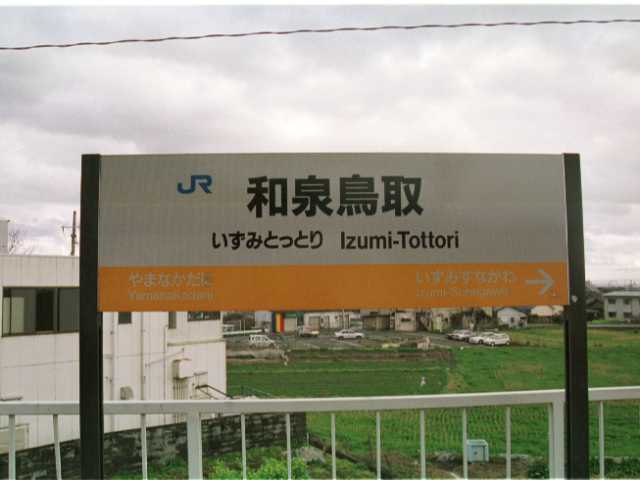 JR 和泉鳥取
いずみとっとり Izumi-Tottori
やまなかだに いずみすながわ →
Yamanakadani Izumi-Sunagawa